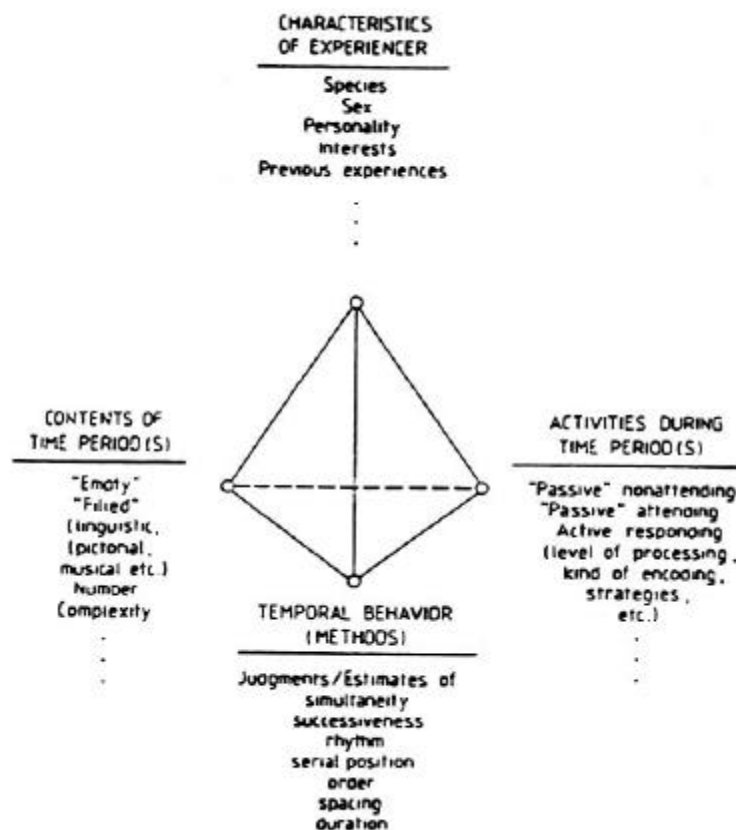 CHARACTERISTICS
OF EXPERIENCER
Species
Sex
Personality
Interests
Previous experiences
.
.
.
CONTENTS OF
TIME PERIOD(S)
"Empty"
"Filled"
(linguistic,
(pictorial,
musical etc.)
Number
Complexity
.
.
.
ACTIVITIES DURING
TIME PERIOD(S)
"Passive" nonattending
"Passive" attending
Active responding
(level of processing,
kind of encoding,
strategies,
etc.)
.
.
.
TEMPORAL BEHAVIOR
(METHODS)
Judgments/Estimates of
simultaneity
successiveness
rhythm
serial position
order
spacing
duration